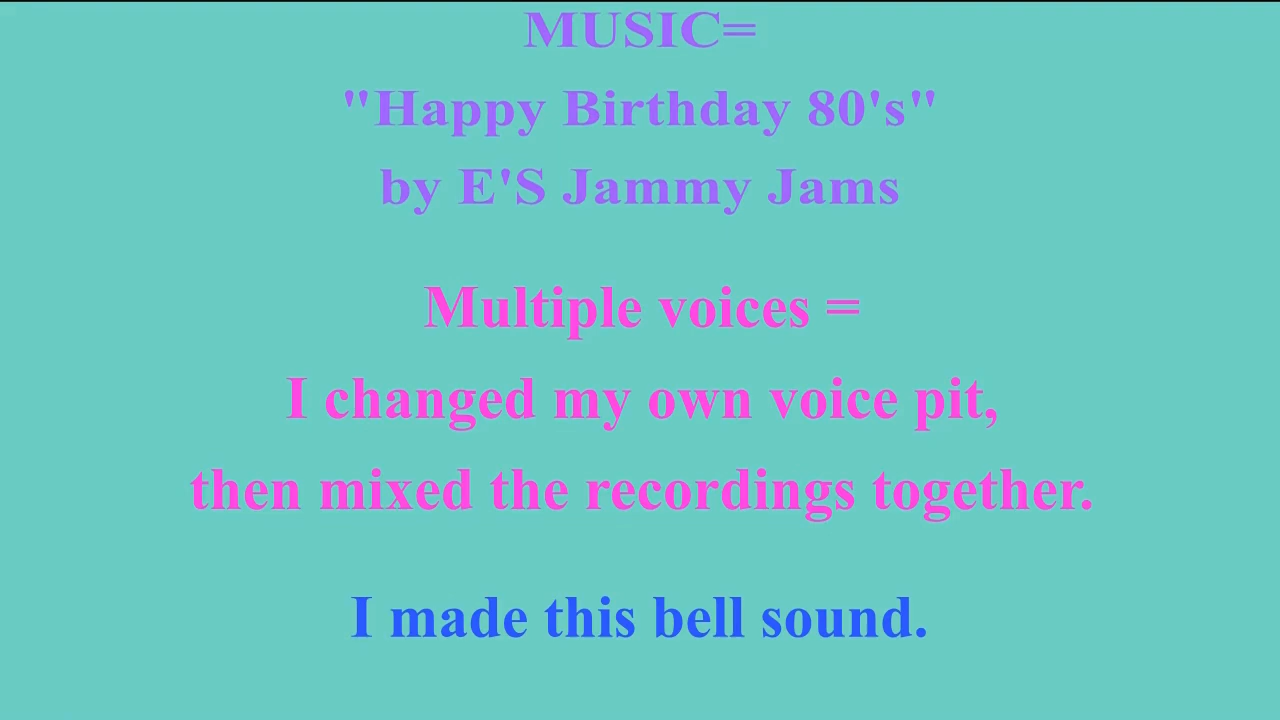 MUSIC=
"Happy Birthday 80's"
by E'S Jammy Jams
Multiple voices =
I changed my own voice pit,
then mixed the recordings together.
I made this bell sound.